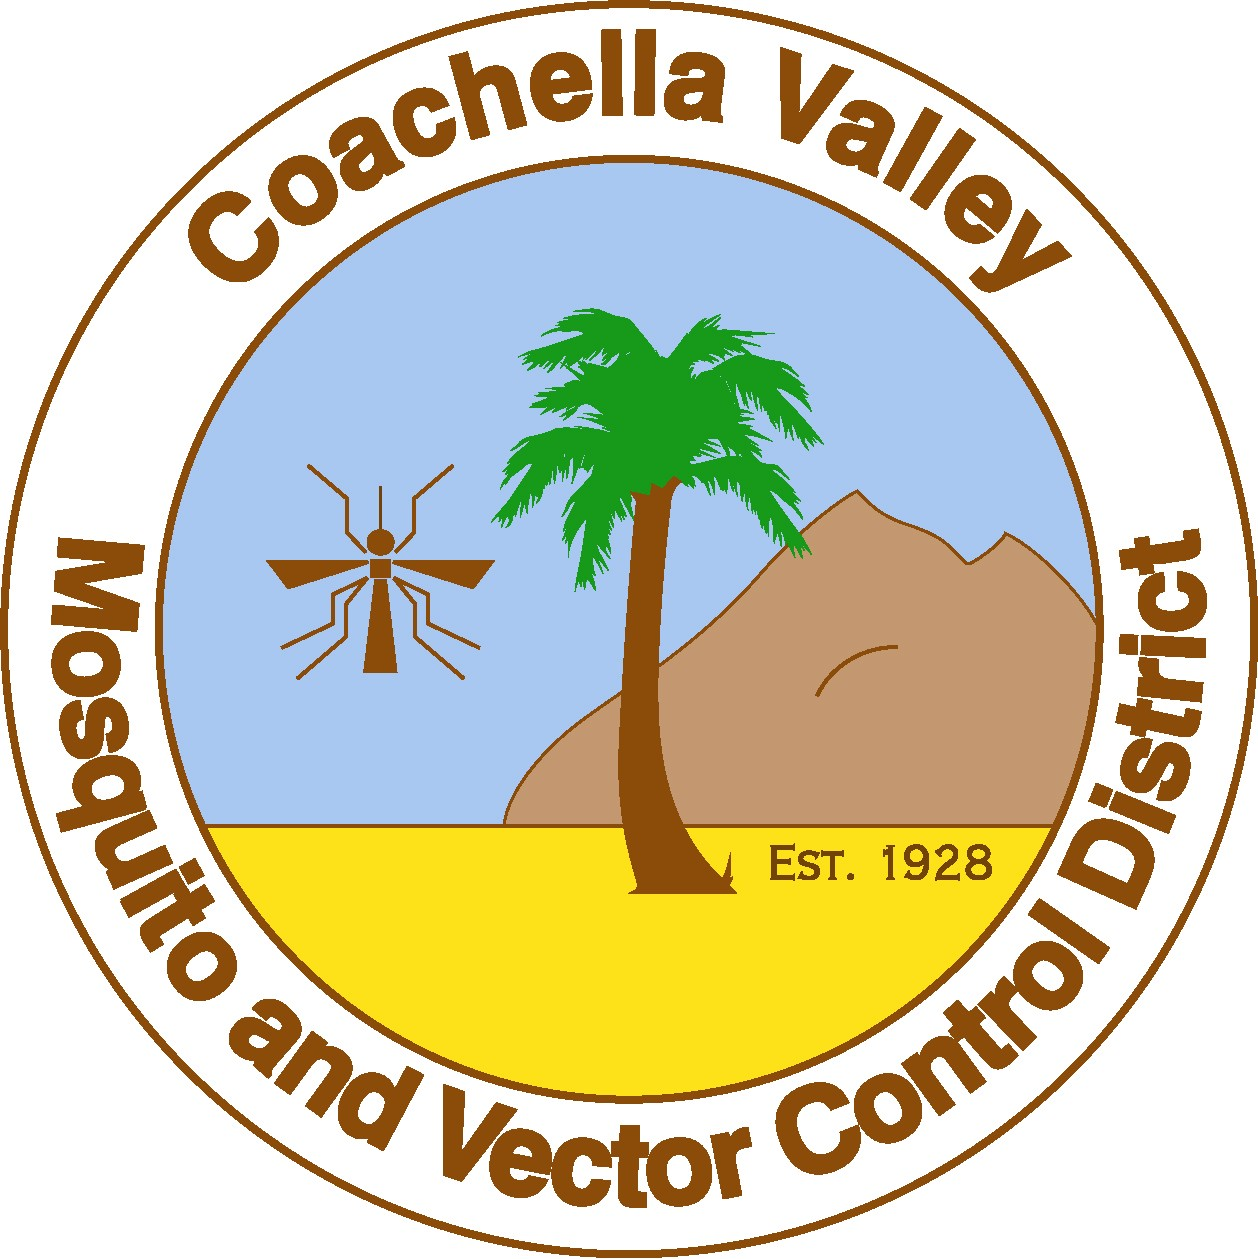 Coachella Valley
Est. 1928
Mosquito and Vector Control District